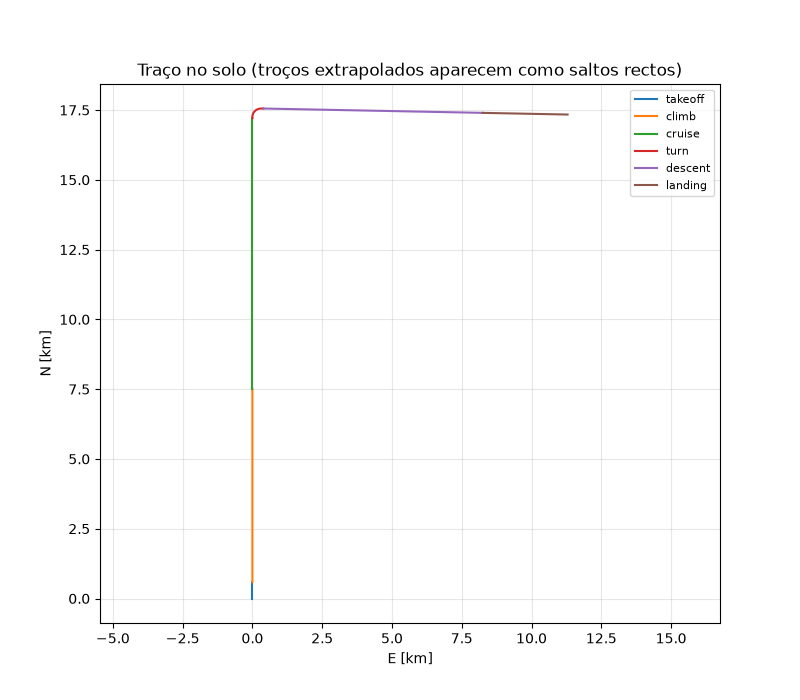 Traço no solo (troços extrapolados aparecem como saltos rectos)
takeoff
climb
cruise
turn
descent
landing
17.5
15.0
12.5
10.0
7.5
5.0
2.5
0.0
N [km]
−5.0 −2.5 0.0 2.5 5.0 7.5 10.0 12.5 15.0
E [km]